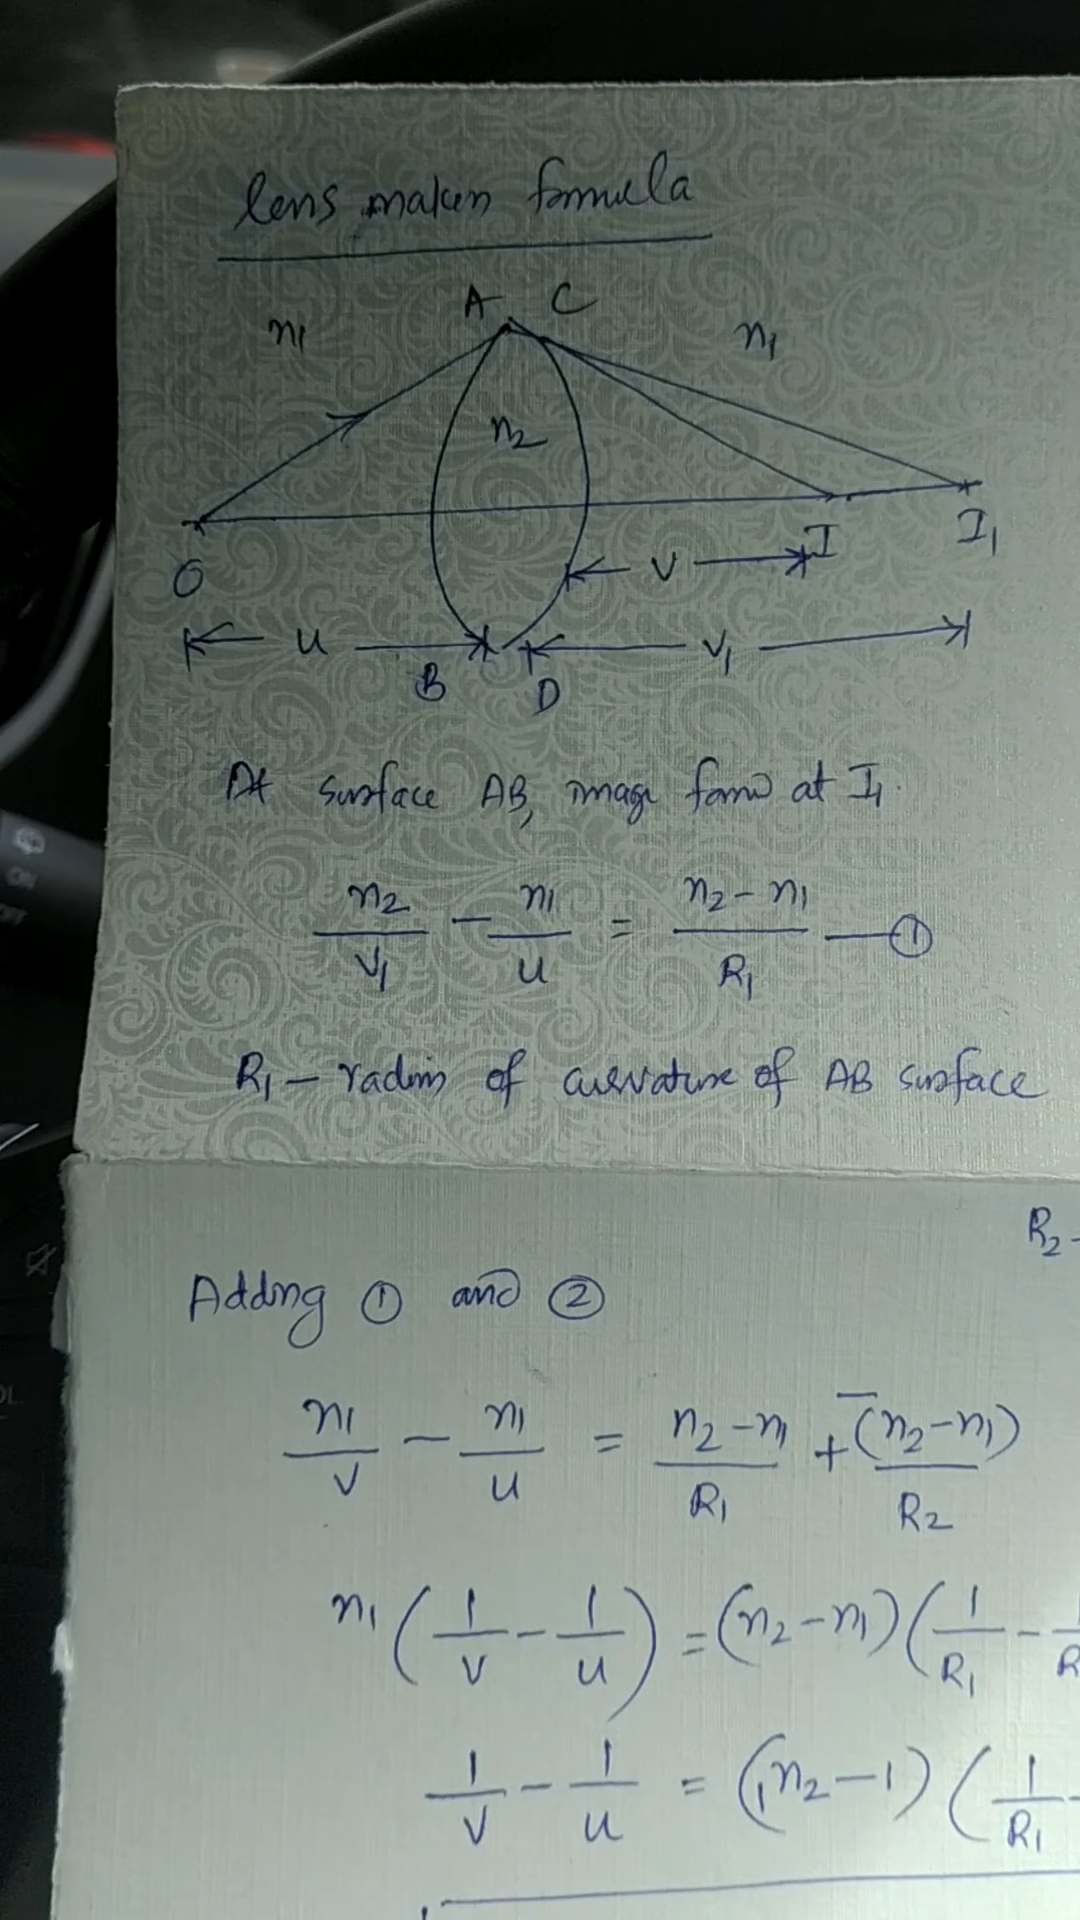 lens maker formula
A C
n1 n1
n2
O I I1
v
u v1
B D
At surface AB, image form at I1.
n2/v1 - n1/u = (n2 - n1)/R1 — ①
R1 – radius of curvature of AB surface
R2 -
Adding ① and ②
n1/v - n1/u = (n2 - n1)/R1 + -(n2 - n1)/R2
n1 (1/v - 1/u) = (n2 - n1) (1/R1 - 1/R
1/v - 1/u = (1n2 - 1) (1/R1 -